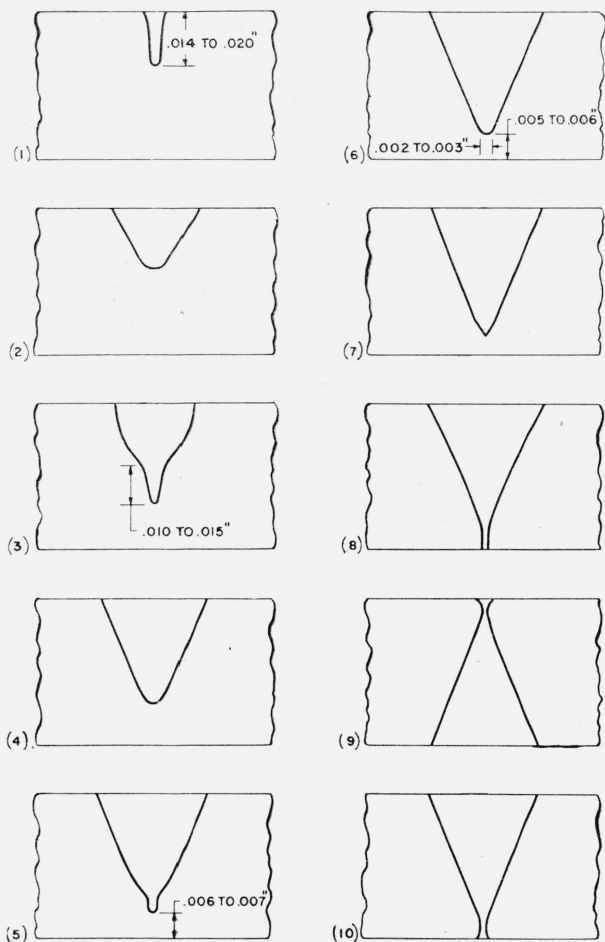 .014 TO .020"
(1)
(2)
.010 TO .015"
(3)
(4)
.006 TO .007"
(5)
.005 TO .006"
.002 TO .003"
(6)
(7)
(8)
(9)
(10)